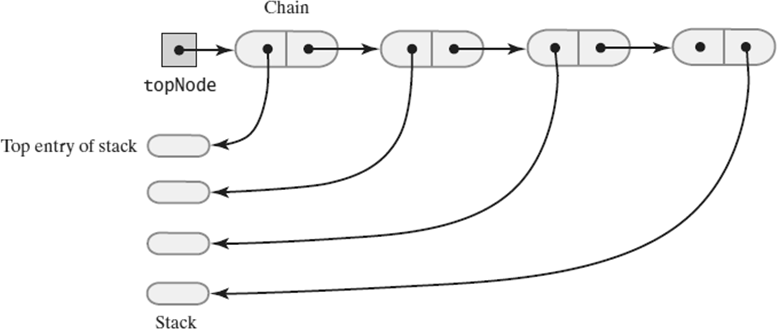 Chain
topNode
Top entry of stack
Stack